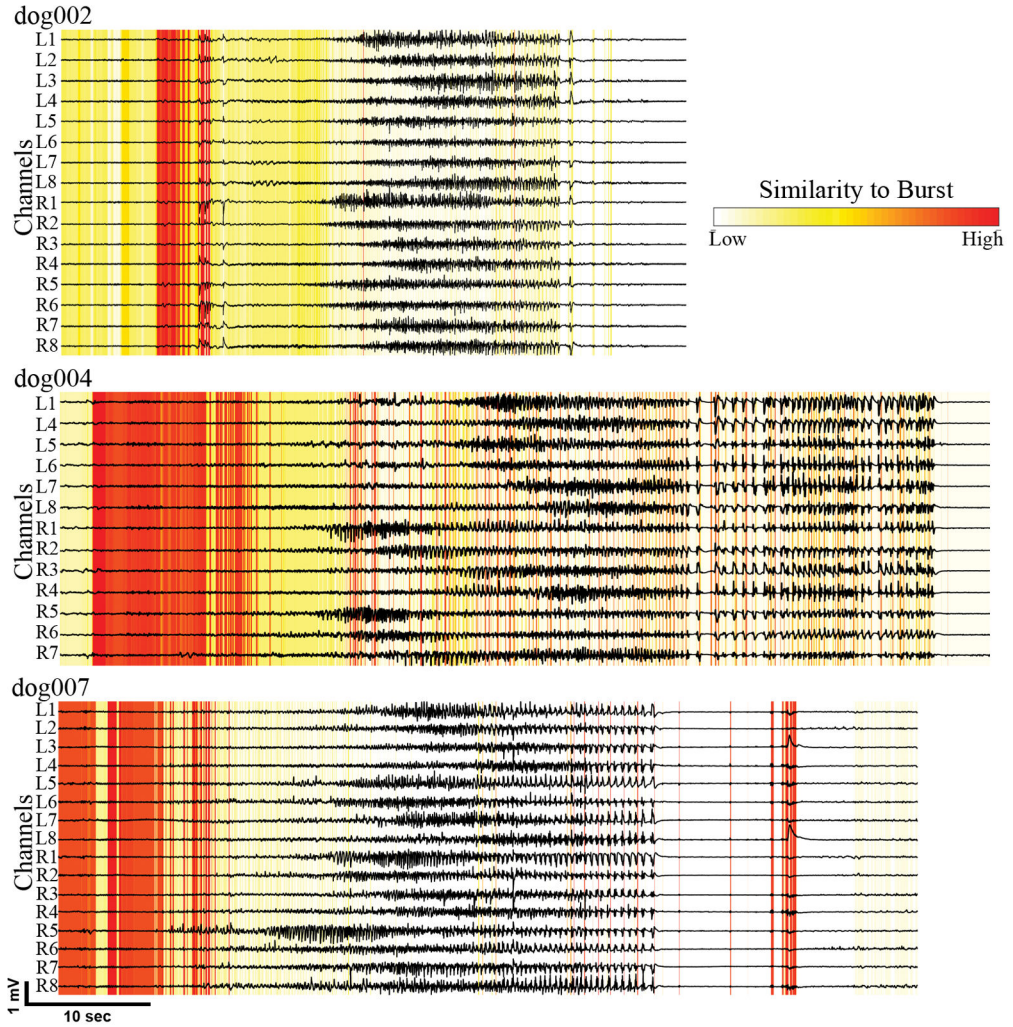 dog002
Channels
L1
L2
L3
L4
L5
L6
L7
L8
R1
R2
R3
R4
R5
R6
R7
R8
Similarity to Burst
Low
High
dog004
Channels
L1
L4
L5
L6
L7
L8
R1
R2
R3
R4
R5
R6
R7
dog007
Channels
L1
L2
L3
L4
L5
L6
L7
L8
R1
R2
R3
R4
R5
R6
R7
R8
1 mV
10 sec